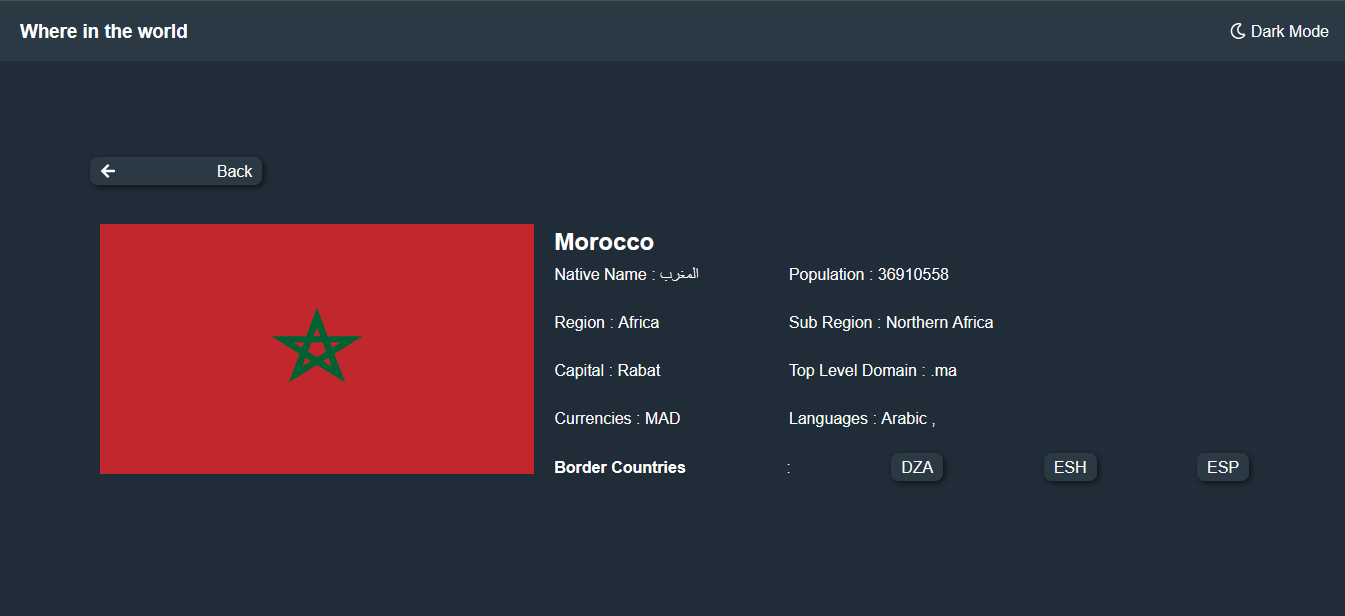 Where in the world
Dark Mode
Back
Morocco
Native Name : المغرب
Population : 36910558
Region : Africa
Sub Region : Northern Africa
Capital : Rabat
Top Level Domain : .ma
Currencies : MAD
Languages : Arabic ,
Border Countries : DZA ESH ESP